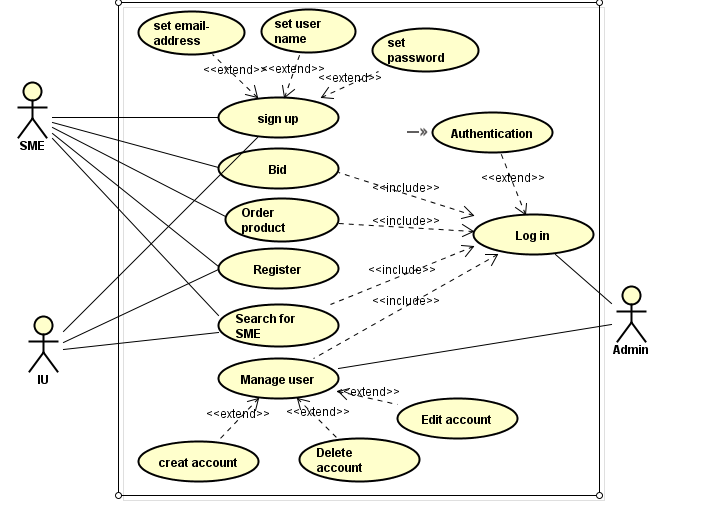 set email-
address
set user
name
set
password
<<extend>>
<<extend>>
<<extend>>
sign up
SME
Authentication
<<extend>>
Bid
<<include>>
Order
product
<<include>>
Log in
Register
<<include>>
<<include>>
Search for
SME
Admin
IU
Manage user
<<extend>>
<<extend>>
<<extend>>
Edit account
creat account
Delete
account